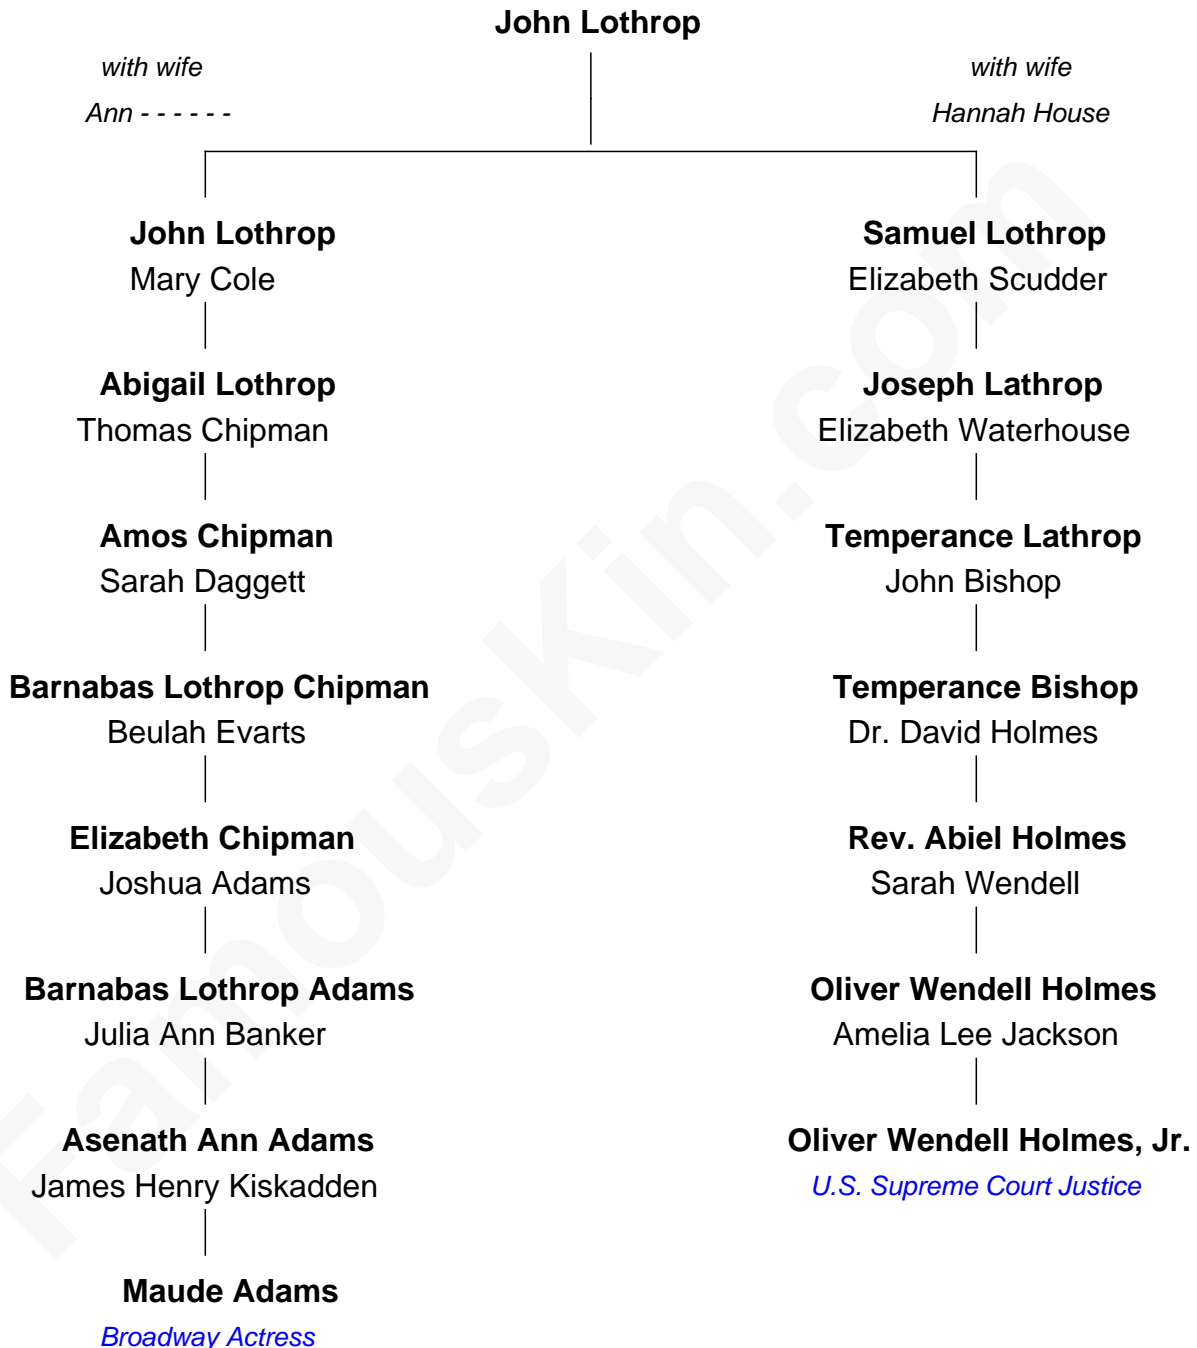 John Lothrop
with wife
Ann - - - - - -
with wife
Hannah House
John Lothrop
Mary Cole
Samuel Lothrop
Elizabeth Scudder
Abigail Lothrop
Thomas Chipman
Joseph Lathrop
Elizabeth Waterhouse
Amos Chipman
Sarah Daggett
Temperance Lathrop
John Bishop
Barnabas Lothrop Chipman
Beulah Evarts
Temperance Bishop
Dr. David Holmes
Elizabeth Chipman
Joshua Adams
Rev. Abiel Holmes
Sarah Wendell
Barnabas Lothrop Adams
Julia Ann Banker
Oliver Wendell Holmes
Amelia Lee Jackson
Asenath Ann Adams
James Henry Kiskadden
Oliver Wendell Holmes, Jr.
U.S. Supreme Court Justice
Maude Adams
Broadway Actress
FamousKin.com